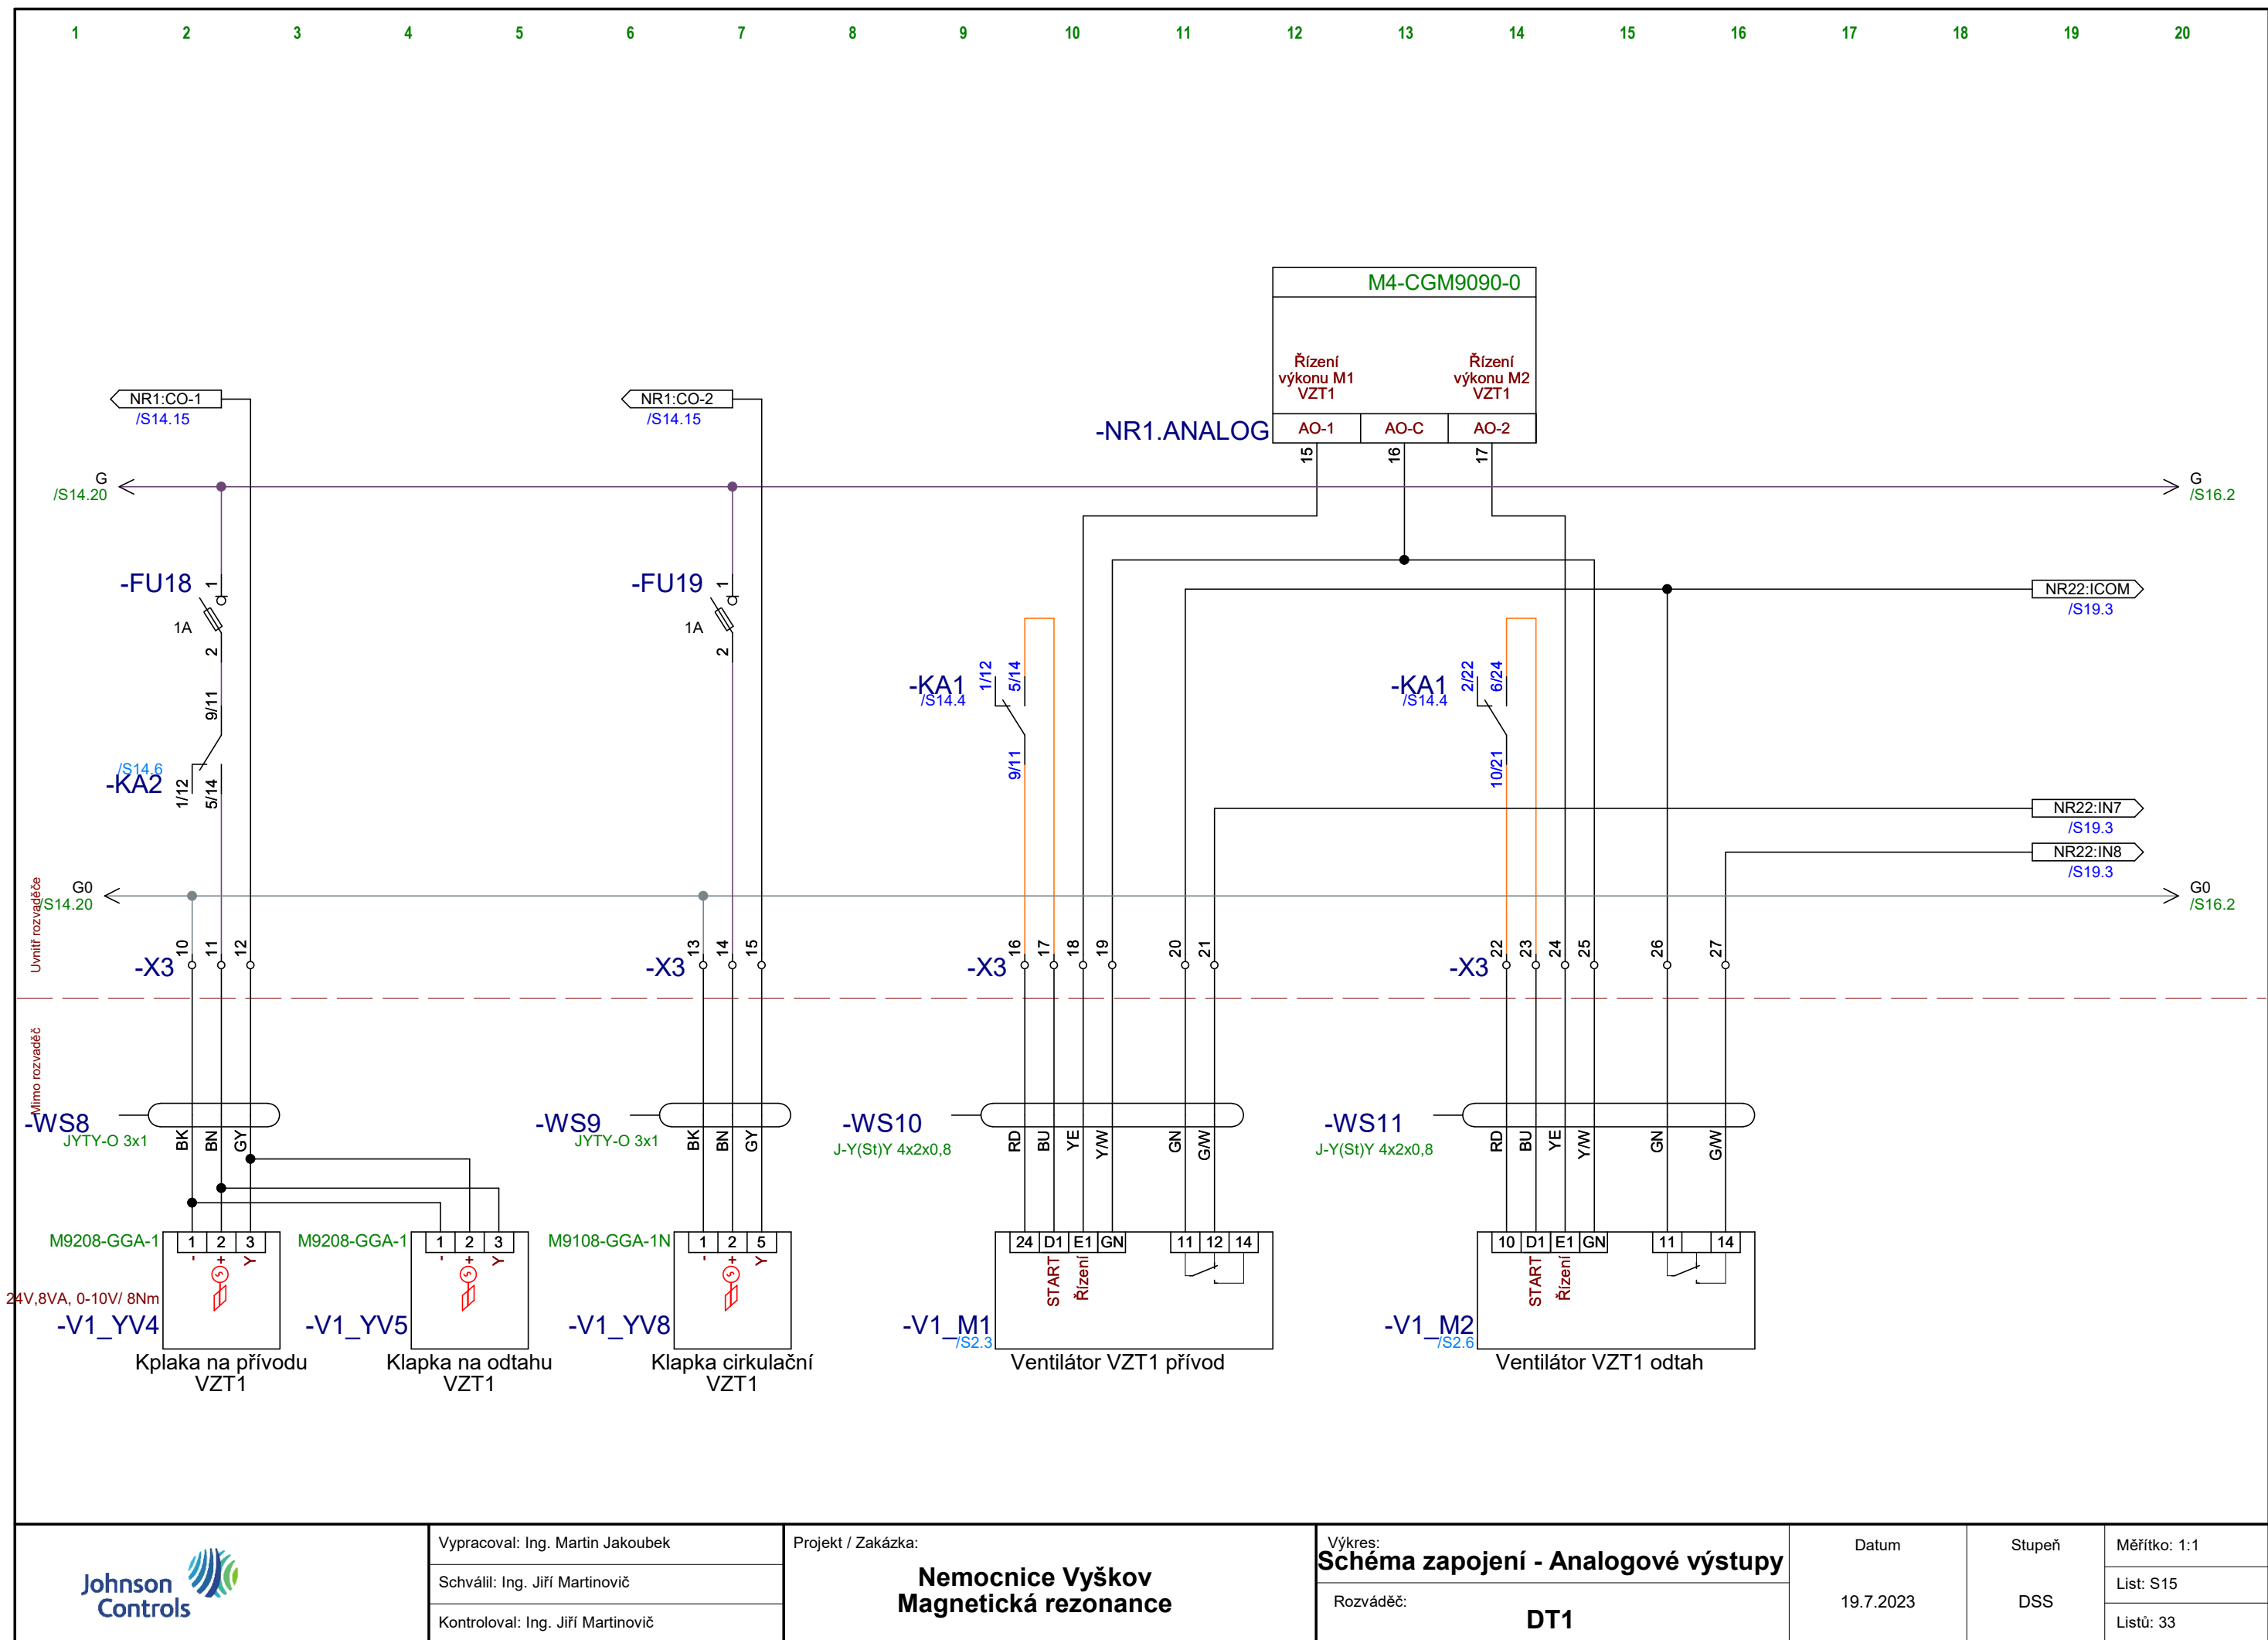 1 2 3 4 5 6 7 8 9 10 11 12 13 14 15 16 17 18 19 20
M4-CGM9090-0
Řízení
výkonu M1
VZT1
Řízení
výkonu M2
VZT1
-NR1.ANALOG
AO-1 AO-C AO-2
15 16 17
NR1:CO-1
/S14.15
NR1:CO-2
/S14.15
G
/S14.20
G
/S16.2
-FU18
1
1A
2
-FU19
1
1A
2
NR22:ICOM
/S19.3
9/11
/S14.6
-KA2
1/12
5/14
-KA1
/S14.4
1/12
5/14
9/11
-KA1
/S14.4
2/22
6/24
10/21
NR22:IN7
/S19.3
NR22:IN8
/S19.3
G0
/S14.20
G0
/S16.2
Uvnitř rozvaděče
-X3 10 11 12
-X3 13 14 15
-X3 16 17 18 19 20 21
-X3 22 23 24 25 26 27
Mimo rozvaděč
-WS8
JYTY-O 3x1
BK BN GY
-WS9
JYTY-O 3x1
BK BN GY
-WS10
J-Y(St)Y 4x2x0,8
RD BU YE Y/W GN G/W
-WS11
J-Y(St)Y 4x2x0,8
RD BU YE Y/W GN G/W
M9208-GGA-1
1 2 3
- + Y
24V,8VA, 0-10V/ 8Nm
-V1_YV4
Kplaka na přívodu
VZT1
M9208-GGA-1
1 2 3
- + Y
-V1_YV5
Klapka na odtahu
VZT1
M9108-GGA-1N
1 2 5
- + Y
-V1_YV8
Klapka cirkulační
VZT1
24 D1 E1 GN 11 12 14
START
Řízení
-V1_M1
/S2.3
Ventilátor VZT1 přívod
10 D1 E1 GN 11 14
START
Řízení
-V1_M2
/S2.6
Ventilátor VZT1 odtah
Johnson
Controls
Vypracoval: Ing. Martin Jakoubek
Schválil: Ing. Jiří Martinovič
Kontroloval: Ing. Jiří Martinovič
Projekt / Zakázka:
Nemocnice Vyškov
Magnetická rezonance
Výkres:
Schéma zapojení - Analogové výstupy
Rozváděč:
DT1
Datum
19.7.2023
Stupeň
DSS
Měřítko: 1:1
List: S15
Listů: 33